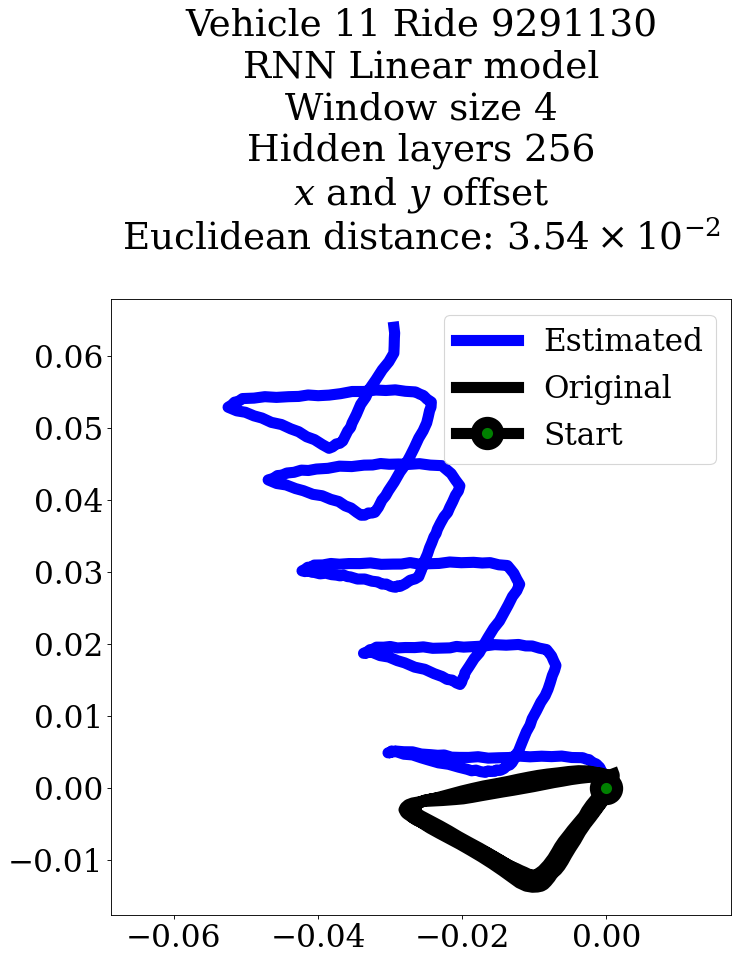 Vehicle 11 Ride 9291130
RNN Linear model
Window size 4
Hidden layers 256
x and y offset
Euclidean distance: 3.54 × 10⁻²
Estimated
Original
Start
0.06
0.05
0.04
0.03
0.02
0.01
0.00
−0.01
−0.06 −0.04 −0.02 0.00